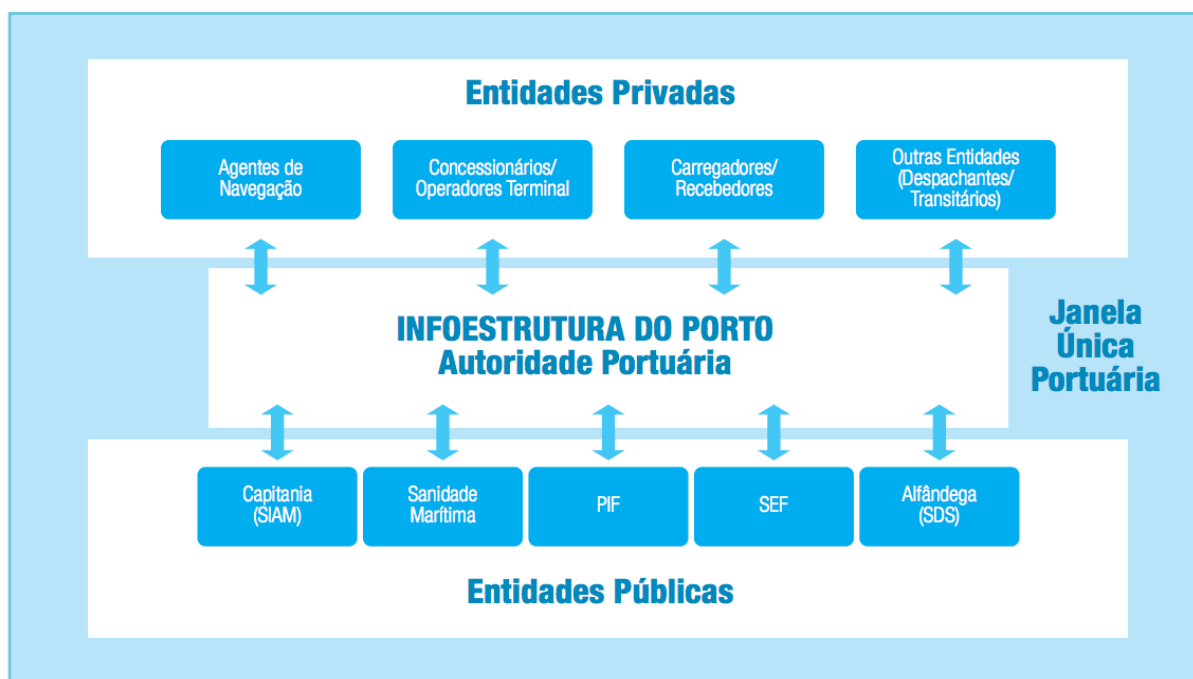 Entidades Privadas
Agentes de
Navegação
Concessionários/
Operadores Terminal
Carregadores/
Recebedores
Outras Entidades
(Despachantes/
Transitários)
INFOESTRUTURA DO PORTO
Autoridade Portuária
Janela
Única
Portuária
Capitania
(SIAM)
Sanidade
Marítima
PIF
SEF
Alfândega
(SDS)
Entidades Públicas